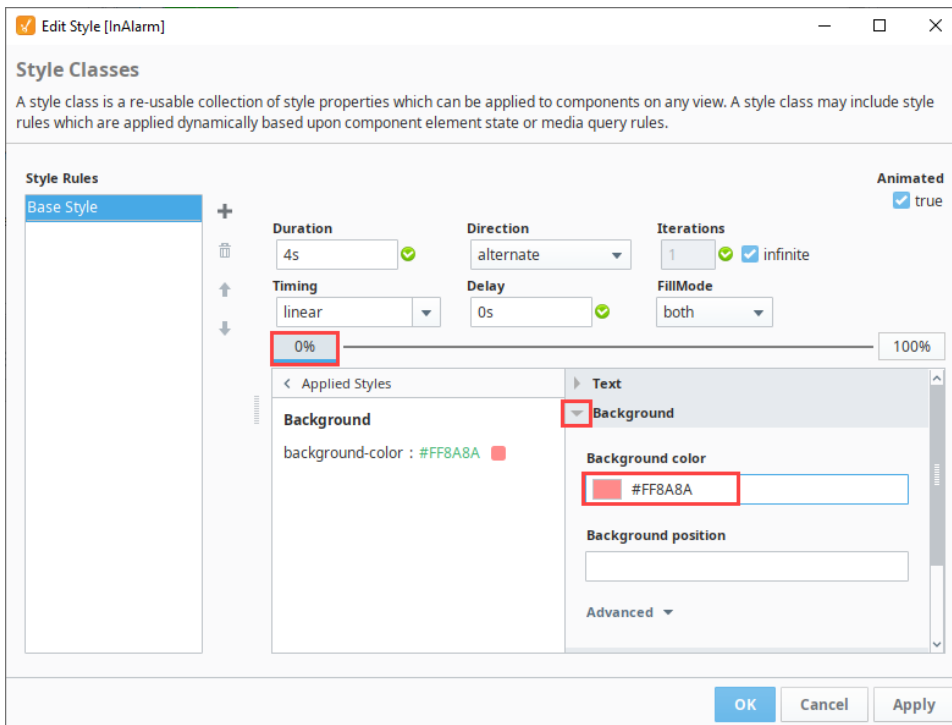 Edit Style [InAlarm]
Style Classes
A style class is a re-usable collection of style properties which can be applied to components on any view. A style class may include style
rules which are applied dynamically based upon component element state or media query rules.
Style Rules
Animated
Base Style
true
Duration Direction Iterations
4s alternate 1 infinite
Timing Delay FillMode
linear 0s both
0% 100%
< Applied Styles
Text
Background
Background
background-color : #FF8A8A
Background color
#FF8A8A
Background position
Advanced
OK Cancel Apply